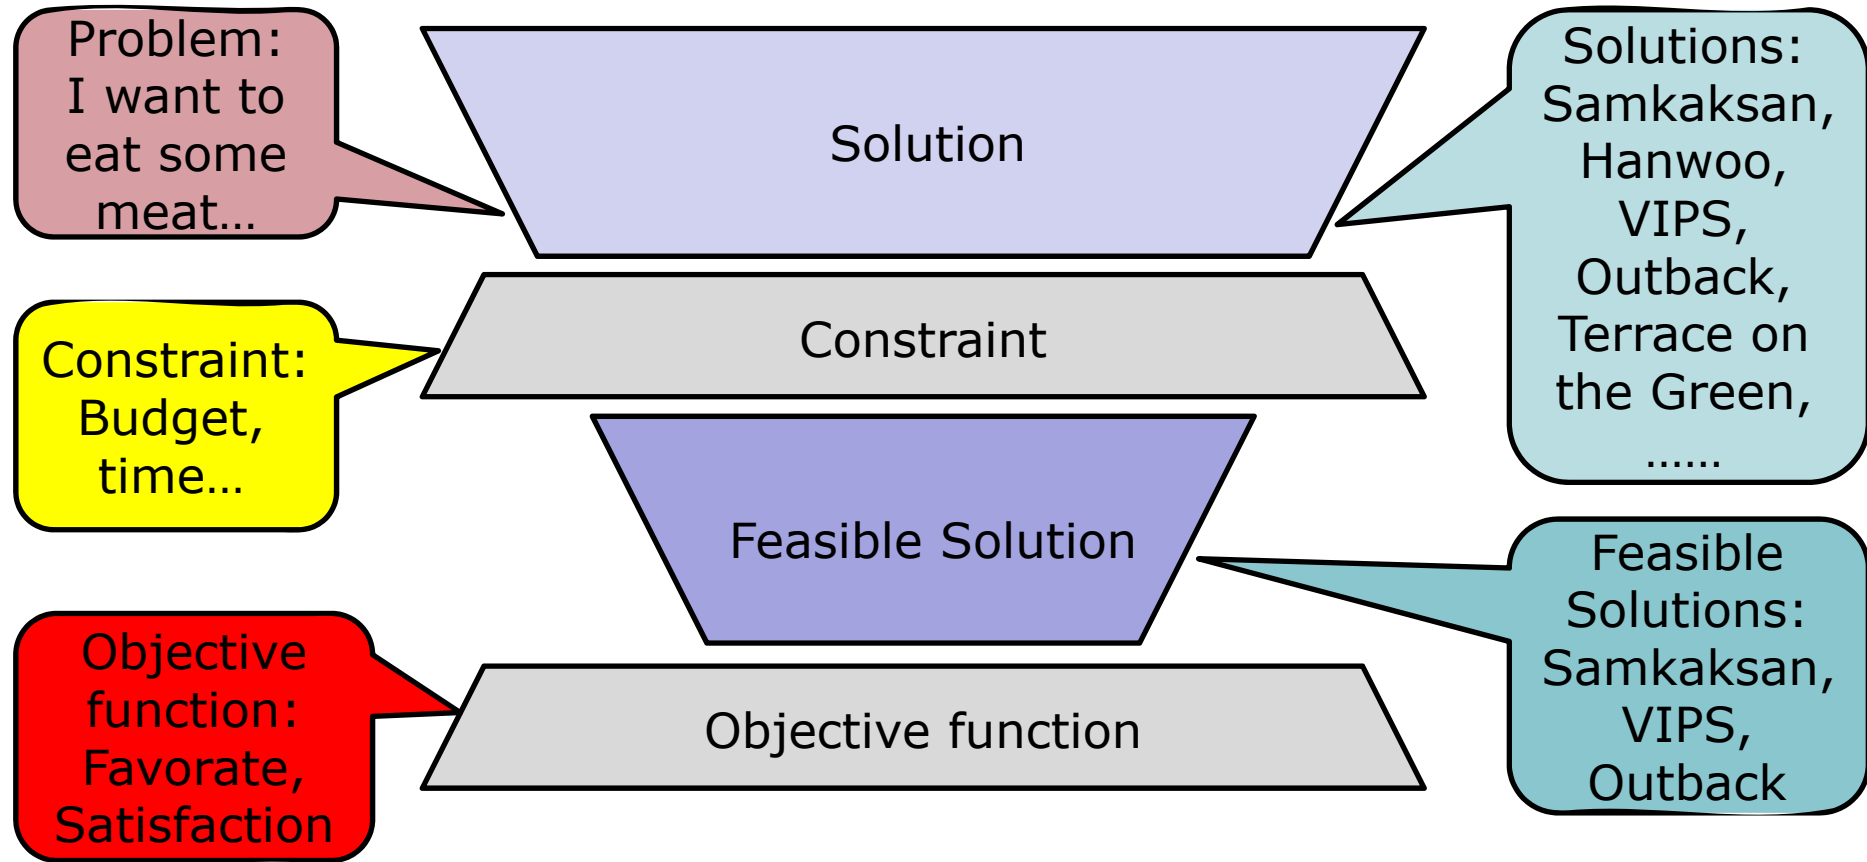 Problem:
I want to
eat some
meat…
Solution
Solutions:
Samkaksan,
Hanwoo,
VIPS,
Outback,
Terrace on
the Green,
……
Constraint:
Budget,
time…
Constraint
Feasible Solution
Feasible
Solutions:
Samkaksan,
VIPS,
Outback
Objective
function:
Favorate,
Satisfaction
Objective function